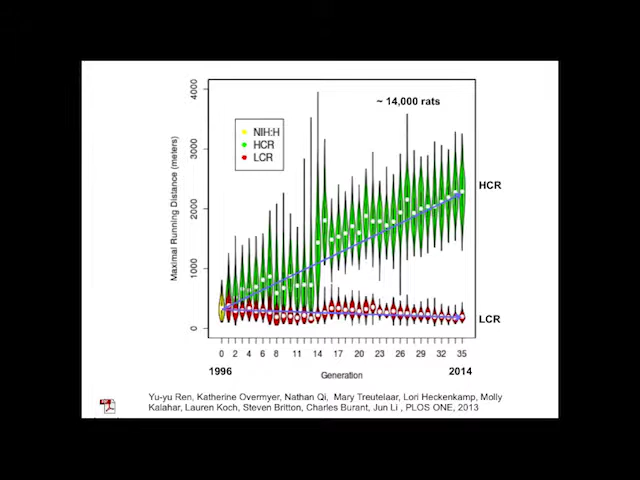 ~ 14,000 rats
4000
3000
2000
1000
0
Maximal Running Distance (meters)
NIH:H
HCR
LCR
HCR
LCR
0 2 4 6 8 11 14 17 20 23 26 29 32 35
1996
Generation
2014
Yu-yu Ren, Katherine Overmyer, Nathan Qi, Mary Treutelaar, Lori Heckenkamp, Molly
Kalahar, Lauren Koch, Steven Britton, Charles Burant, Jun Li , PLOS ONE, 2013